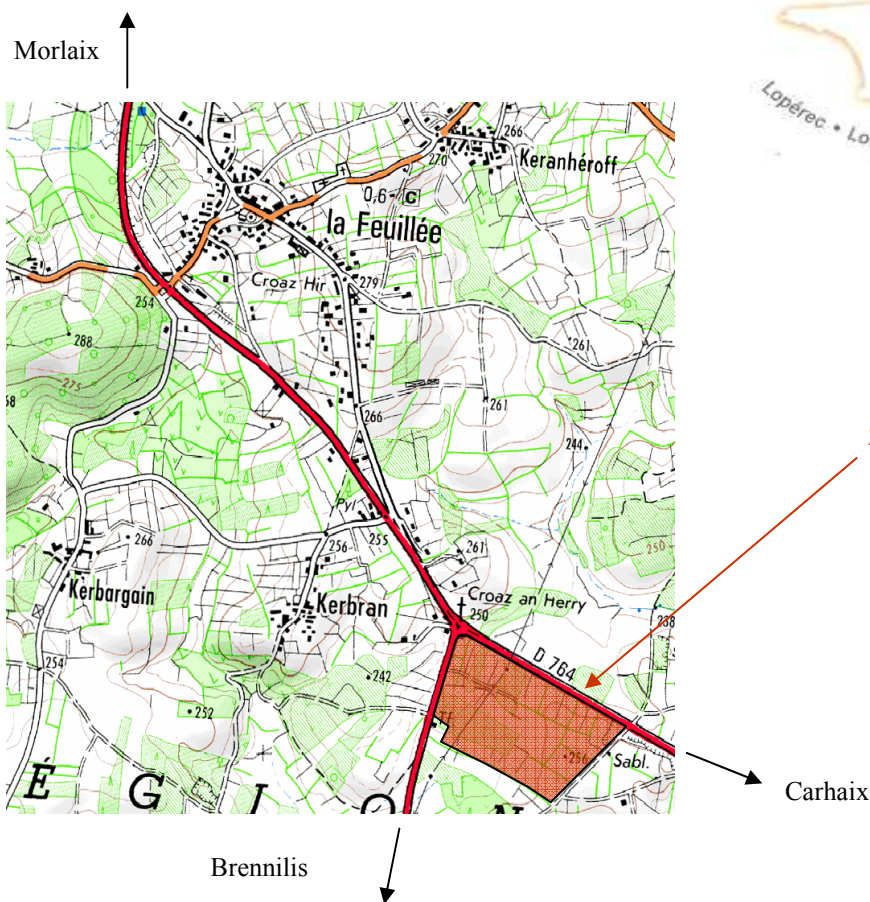 Morlaix
Lopérec • Lo
266
Keranhéroff
270
0,6 C
la Feuillée
Croaz Hir
279
254
288
261
275
58
266
261
244
Pyl
250
266
256
255
261
Kerbargain
Kerbran
Croaz an Herry
250
238
D 764
254
242
252
256
Sabl.
É G I O N
Carhaix
Brennilis